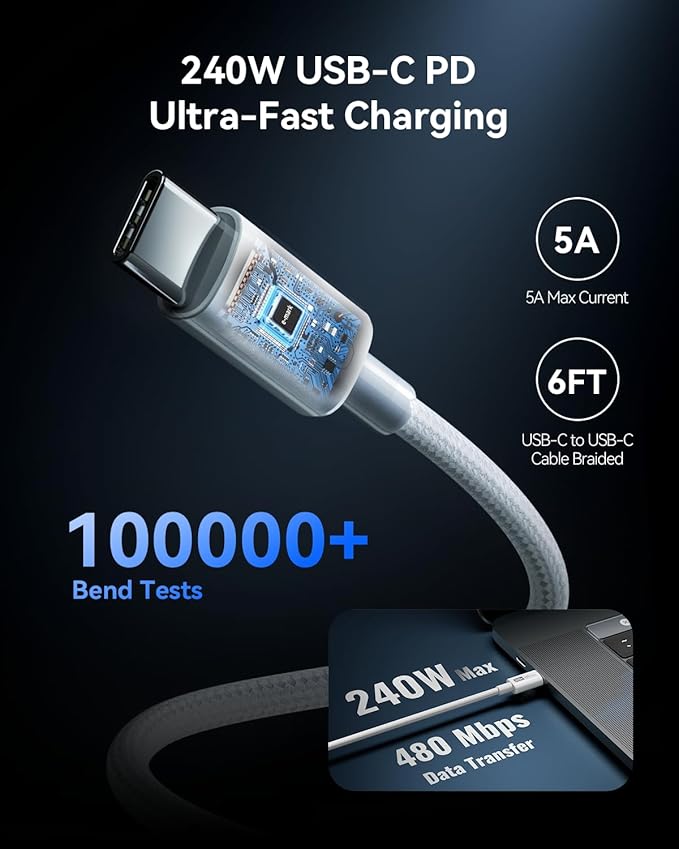 240W USB-C PD
Ultra-Fast Charging
5A
5A Max Current
e-mark
6FT
USB-C to USB-C
Cable Braided
100000+
Bend Tests
240W Max
480 Mbps
Data Transfer